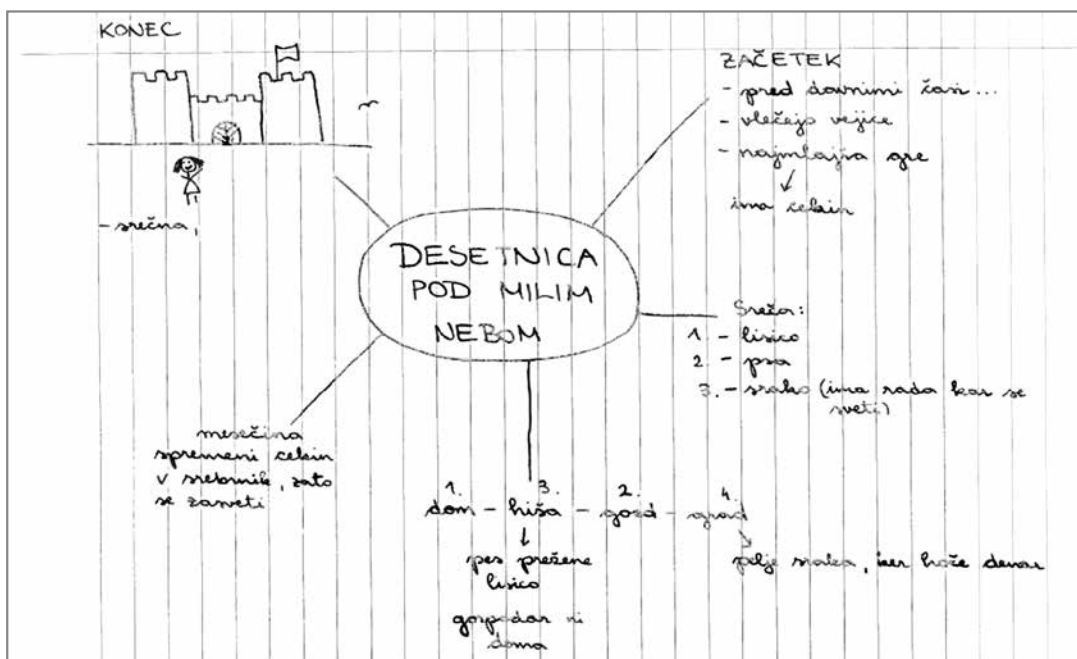 KONEC
- srečna,
ZAČETEK
- pred davnimi časi...
- vlečejo vejice
- najmlajša gre
ima cekin
DESETNICA
POD MILIM
NEBOM
Sreča:
1 - lisico
2. - psa
3. - srako (ima rada kar se
sveti)
mesečina
spremeni cekin
v srebrnik, zato
se zasveti
1. 3. 2. 4.
dom - hiša - gozd - grad
pes prežene
lisico
gospodar ni
doma
pelje sraka, ker hoče denar